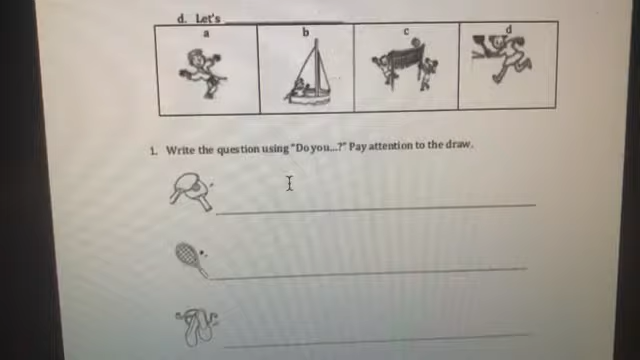 d. Let's
a b c d
1. Write the question using "Do you...?" Pay attention to the draw.